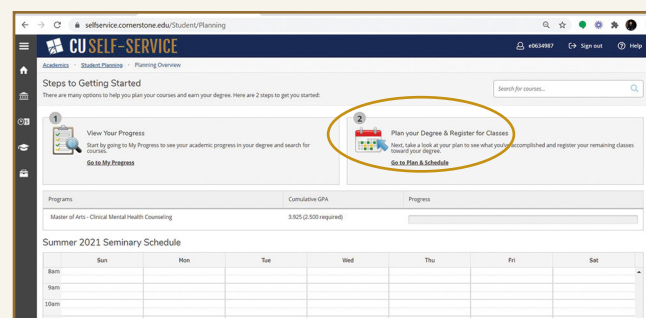 selfservice.cornerstone.edu/Student/Planning
CU SELF-SERVICE
e0634987
Sign out
Help
Academics · Student Planning · Planning Overview
Steps to Getting Started
There are many options to help you plan your courses and earn your degree. Here are 2 steps to get you started:
Search for courses...
1
View Your Progress
Start by going to My Progress to see your academic progress in your degree and search for
courses.
Go to My Progress
2
Plan your Degree & Register for Classes
Next, take a look at your plan to see what you've accomplished and register your remaining classes
toward your degree.
Go to Plan & Schedule
Programs Cumulative GPA Progress
Master of Arts - Clinical Mental Health Counseling 3.925 (2.500 required)
Summer 2021 Seminary Schedule
Sun Mon Tue Wed Thu Fri Sat
8am
9am
10am